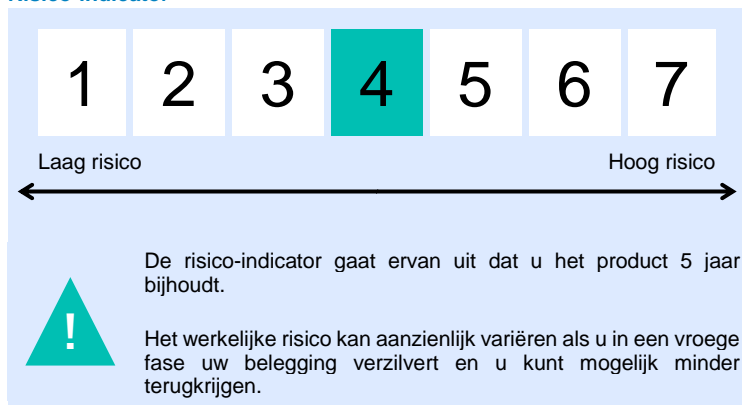 1 2 3 4 5 6 7
Laag risico Hoog risico
De risico-indicator gaat ervan uit dat u het product 5 jaar
bijhoudt.
!
Het werkelijke risico kan aanzienlijk variëren als u in een vroege
fase uw belegging verzilvert en u kunt mogelijk minder
terugkrijgen.